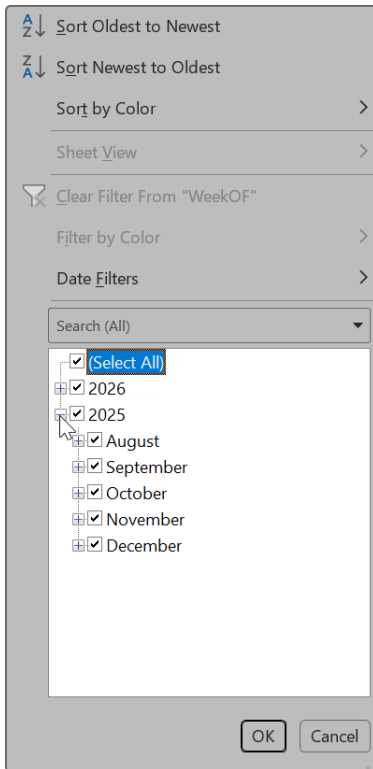 Sort Oldest to Newest
Sort Newest to Oldest
Sort by Color
Sheet View
Clear Filter From "WeekOF"
Filter by Color
Date Filters
Search (All)
(Select All)
2026
2025
August
September
October
November
December
OK Cancel